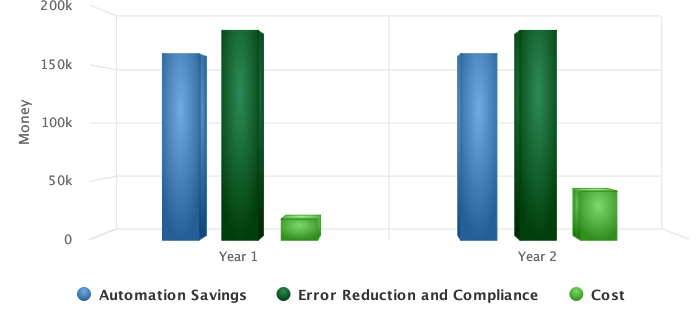 200k
150k
100k
50k
0
Money
Year 1 Year 2
Automation Savings Error Reduction and Compliance Cost